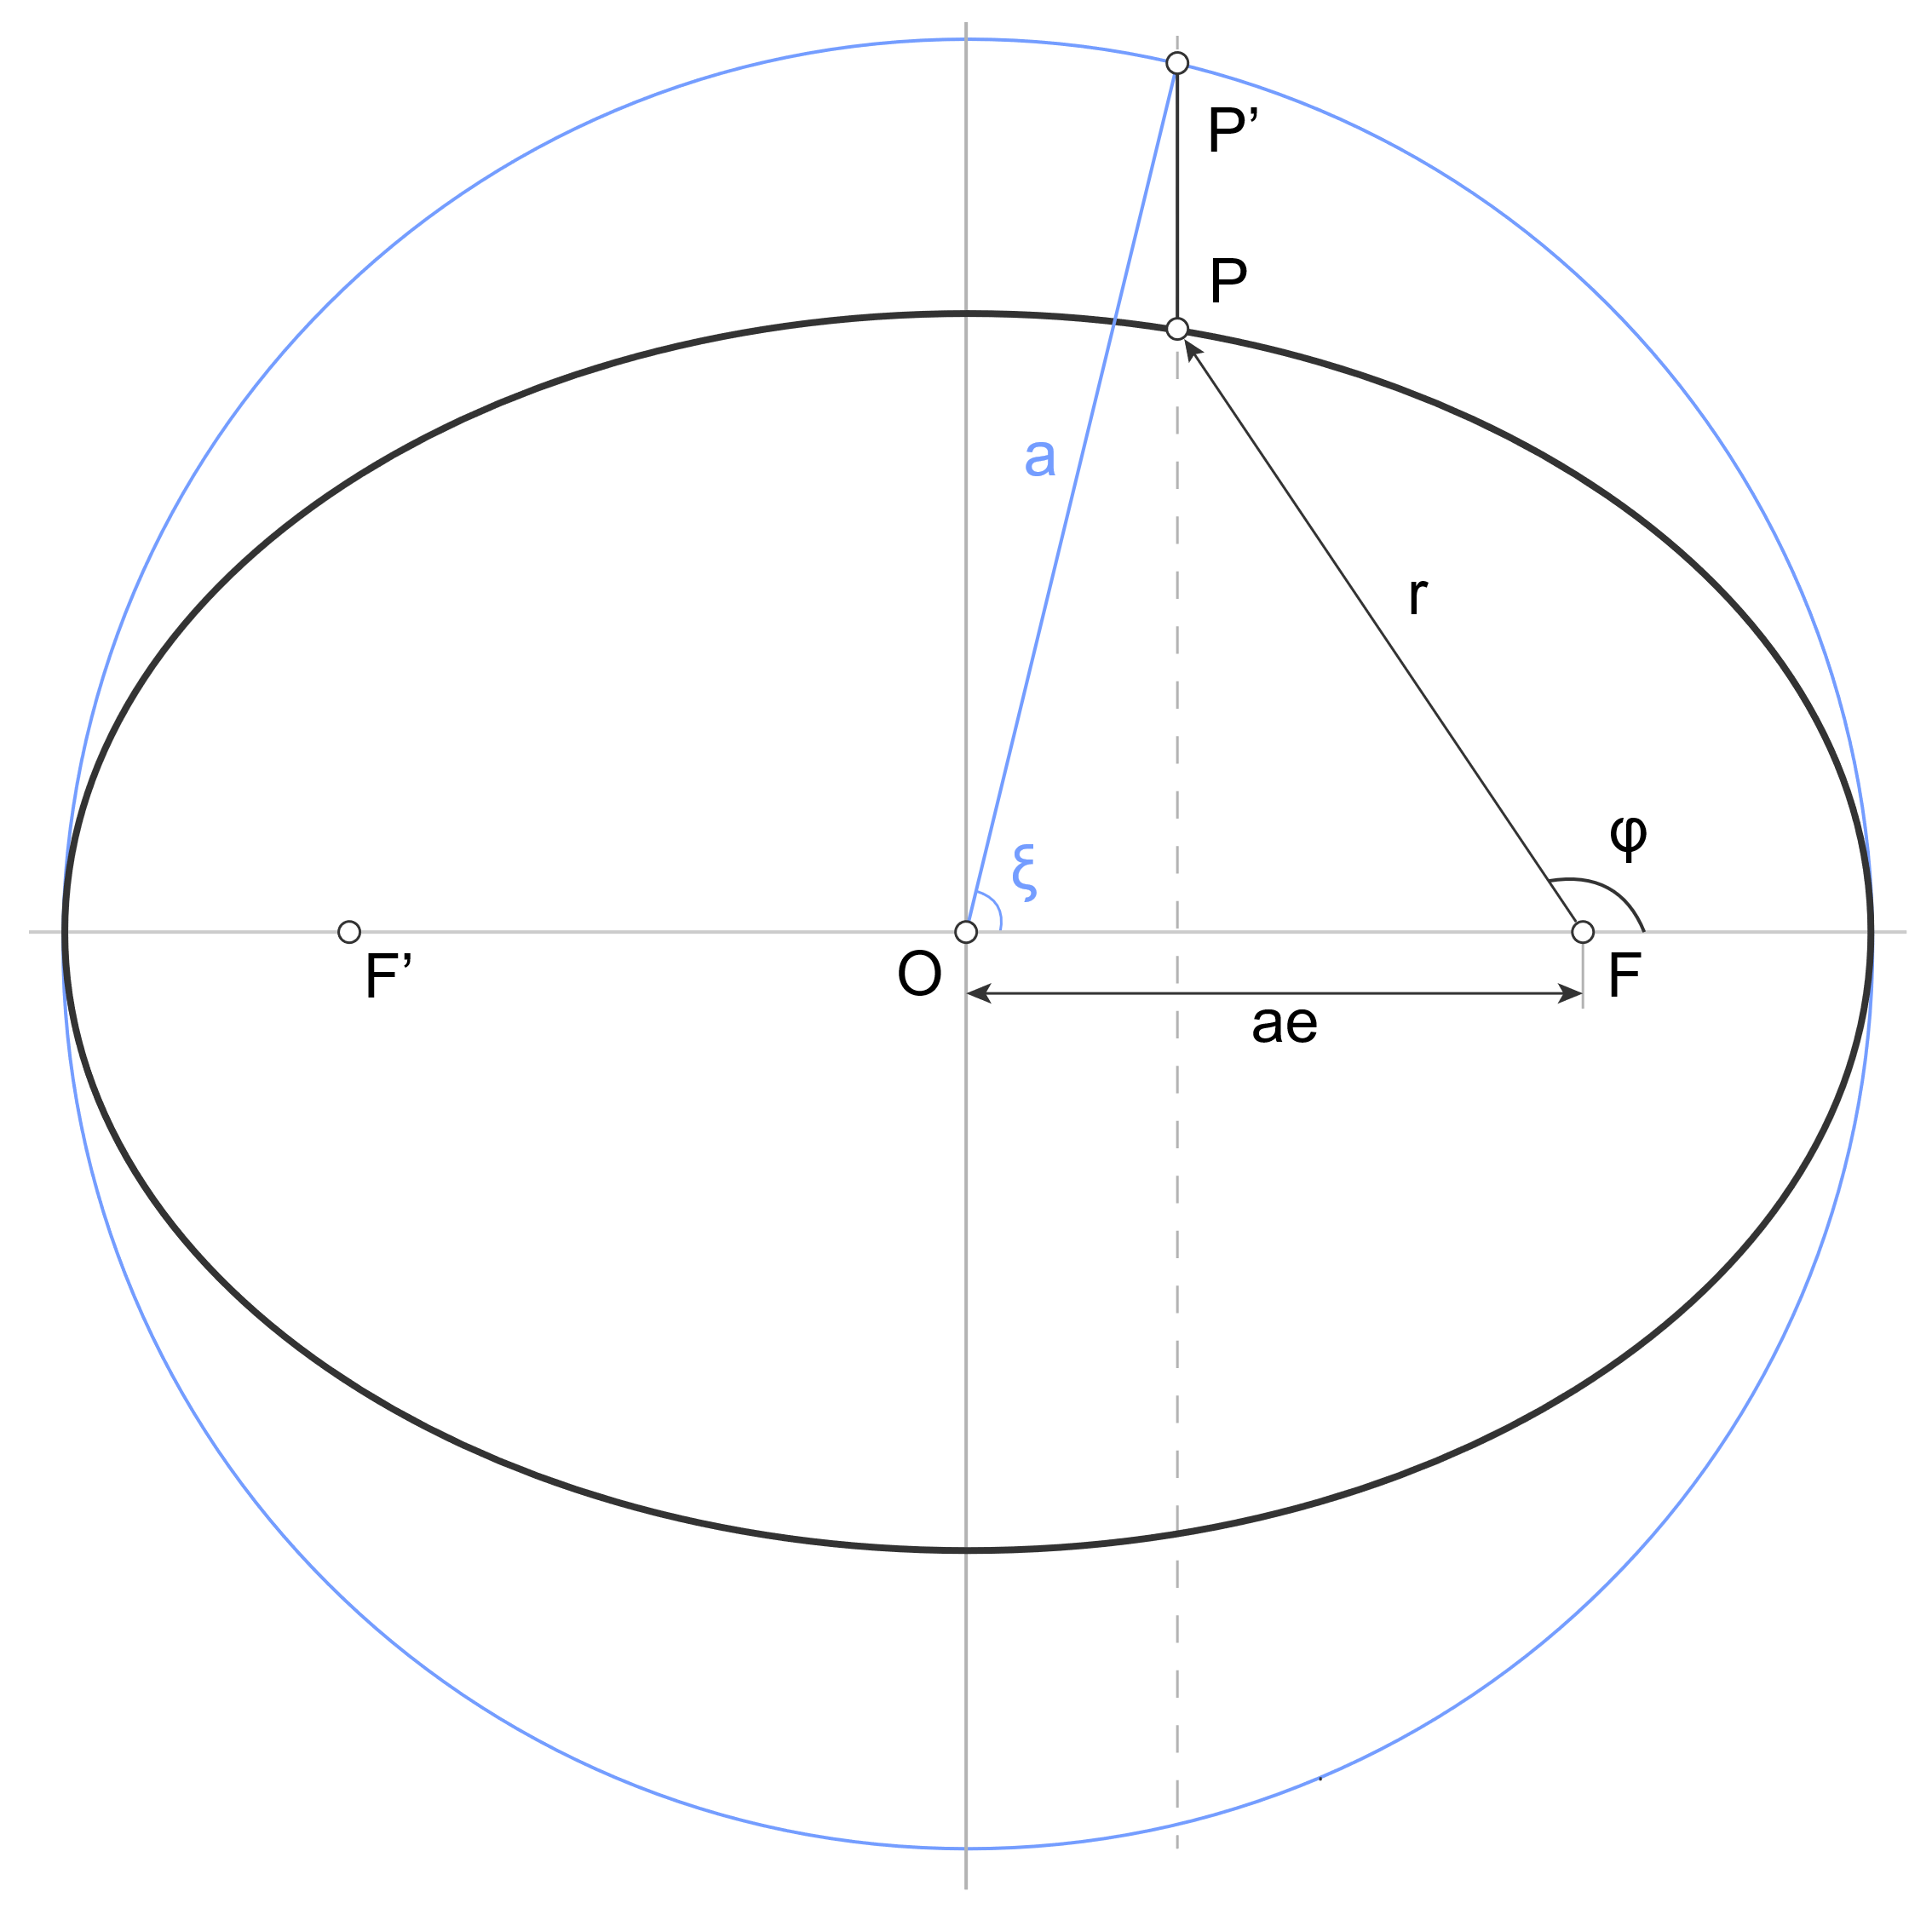 P’
P
a
r
φ
ξ
F’
O
F
ae